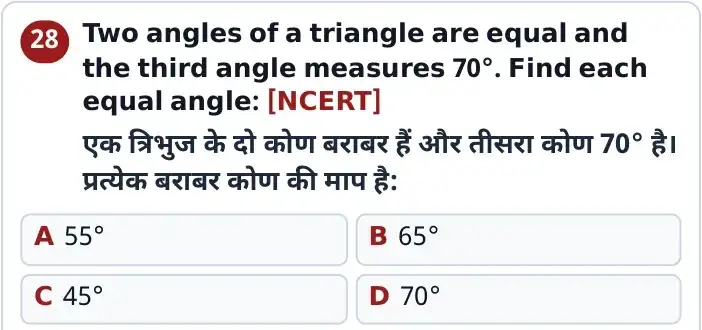 28 Two angles of a triangle are equal and
the third angle measures 70°. Find each
equal angle: [NCERT]
एक त्रिभुज के दो कोण बराबर हैं और तीसरा कोण 70° है।
प्रत्येक बराबर कोण की माप है:
A 55°
B 65°
C 45°
D 70°